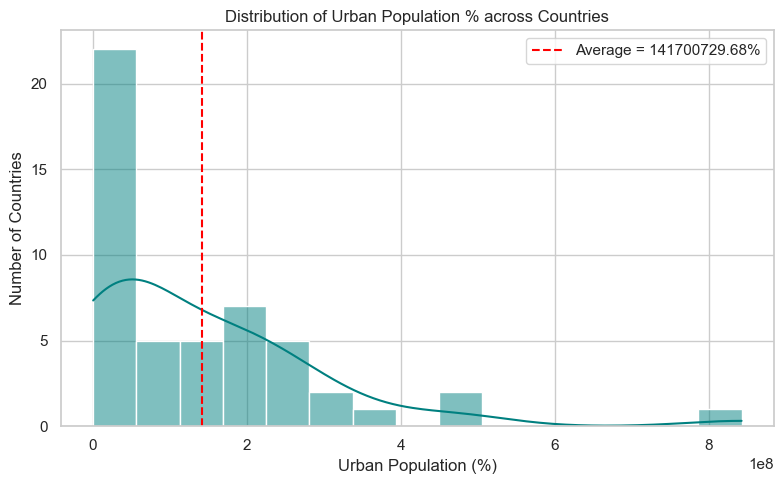 Distribution of Urban Population % across Countries
Average = 141700729.68%
Number of Countries
20
15
10
5
0
0 2 4 6 8
1e8
Urban Population (%)